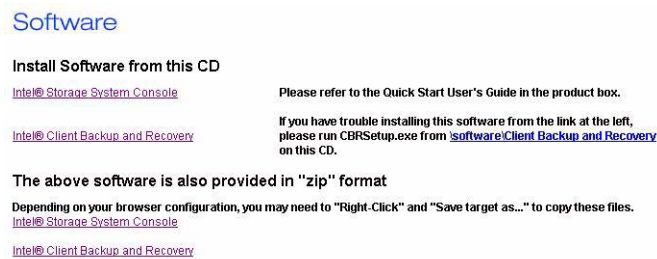 Software
Install Software from this CD
Intel® Storage System Console
Please refer to the Quick Start User's Guide in the product box.
Intel® Client Backup and Recovery
If you have trouble installing this software from the link at the left,
please run CBRSetup.exe from \software\Client Backup and Recovery
on this CD.
The above software is also provided in "zip" format
Depending on your browser configuration, you may need to "Right-Click" and "Save target as..." to copy these files.
Intel® Storage System Console
Intel® Client Backup and Recovery